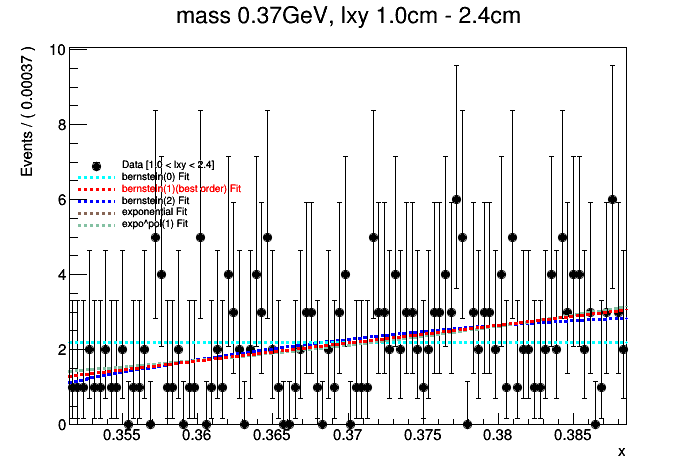 mass 0.37GeV, lxy 1.0cm - 2.4cm
Events / ( 0.00037 )
10
8
6
4
2
0
Data [1.0 < lxy < 2.4]
bernstein(0) Fit
bernstein(1)(best order) Fit
bernstein(2) Fit
exponential Fit
expo^pol(1) Fit
0.355 0.36 0.365 0.37 0.375 0.38 0.385
x